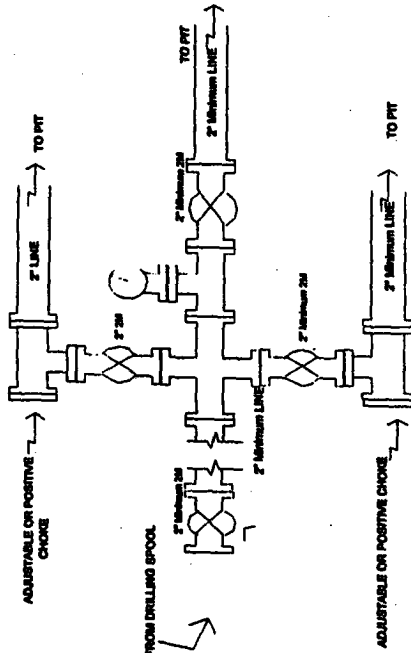 TO PIT
2" LINE
ADJUSTABLE OR POSITIVE
CHOKE
2" 2M
TO PIT
2" Minimum LINE
2" Minimum 2M
2" Minimum 2M
2" Minimum LINE
2" Minimum 2M
FROM DRILLING SPOOL
TO PIT
2" Minimum LINE
ADJUSTABLE OR POSITIVE CHOKE